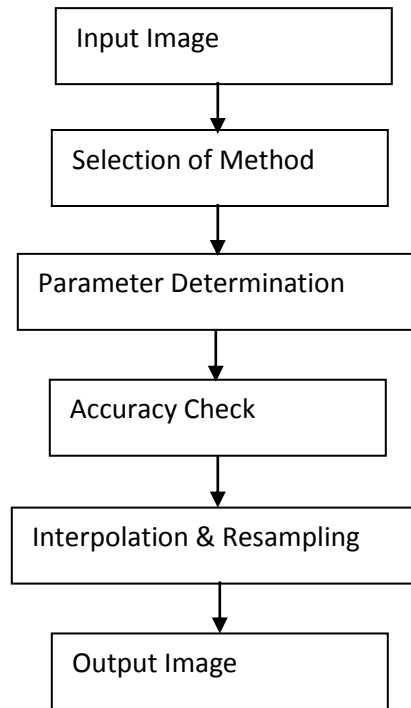 Input Image
Selection of Method
Parameter Determination
Accuracy Check
Interpolation & Resampling
Output Image